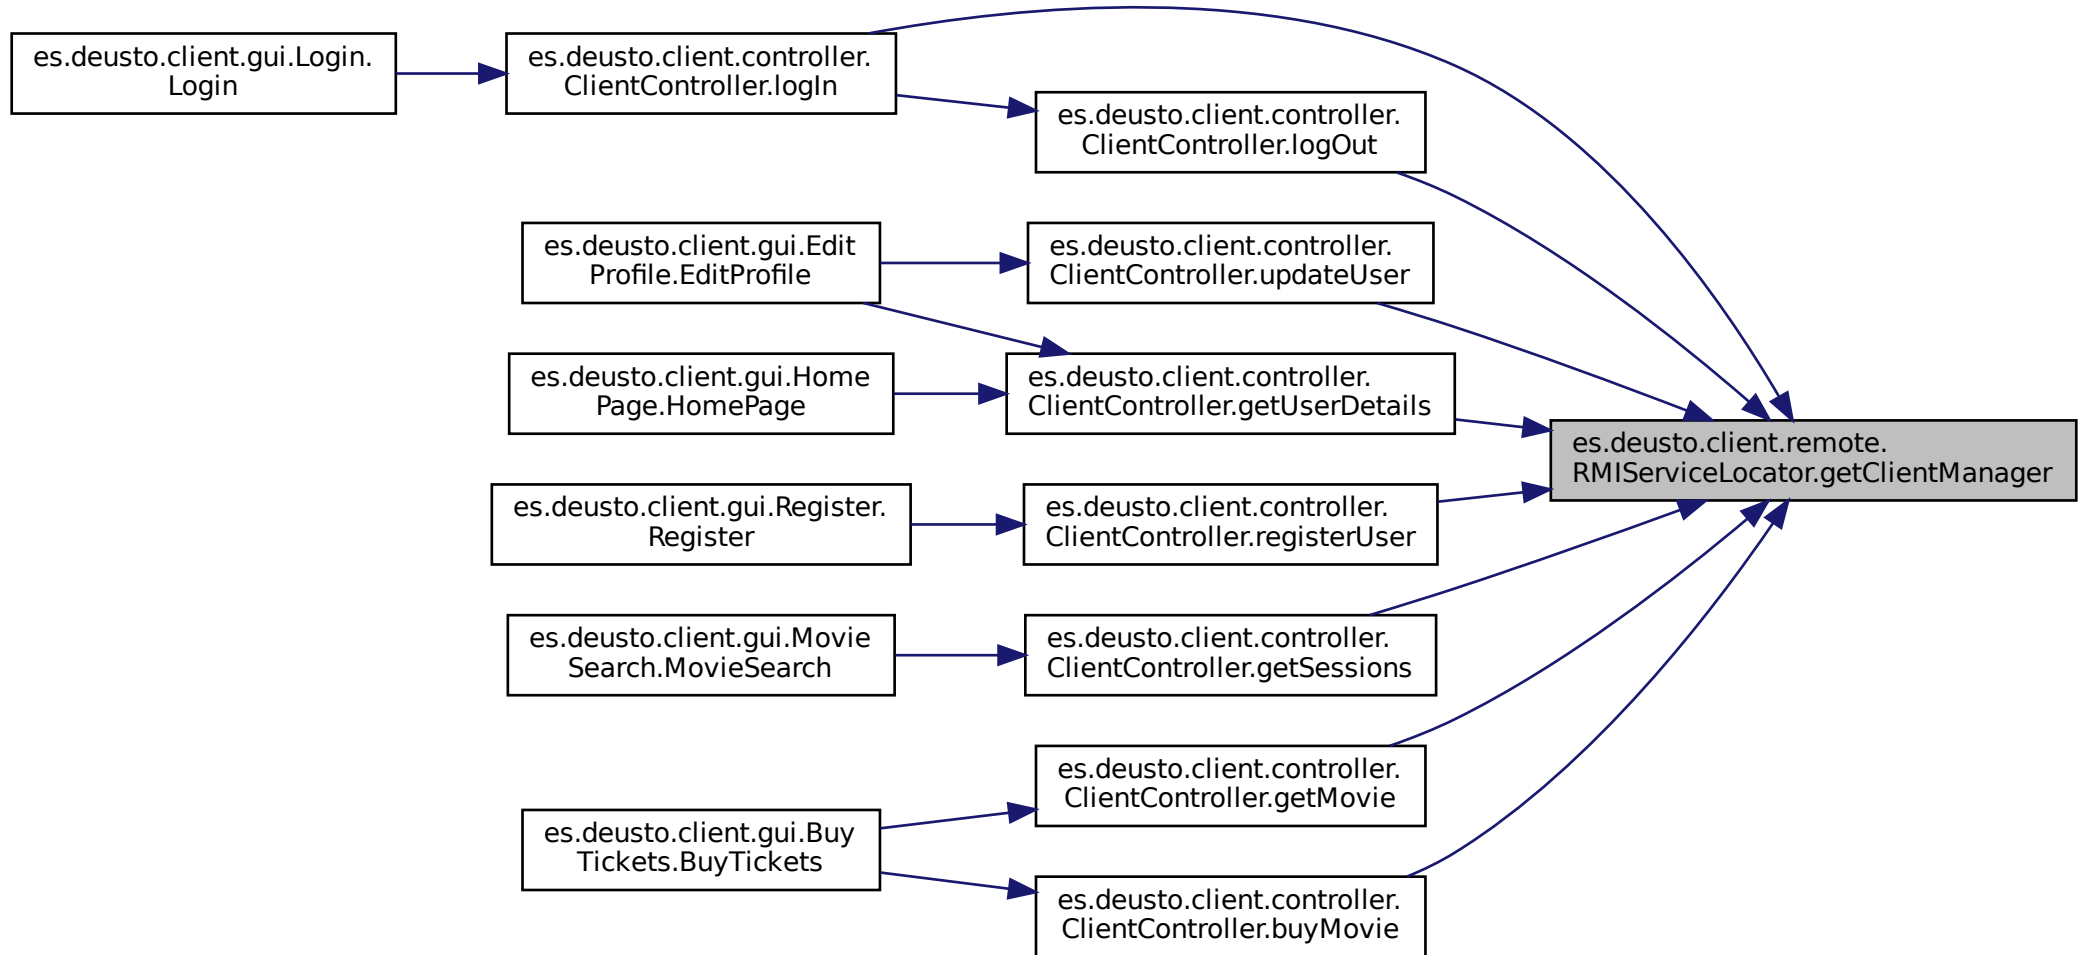 es.deusto.client.gui.Login.
Login
es.deusto.client.controller.
ClientController.logIn
es.deusto.client.controller.
ClientController.logOut
es.deusto.client.gui.Edit
Profile.EditProfile
es.deusto.client.controller.
ClientController.updateUser
es.deusto.client.gui.Home
Page.HomePage
es.deusto.client.controller.
ClientController.getUserDetails
es.deusto.client.remote.
RMIServiceLocator.getClientManager
es.deusto.client.gui.Register.
Register
es.deusto.client.controller.
ClientController.registerUser
es.deusto.client.gui.Movie
Search.MovieSearch
es.deusto.client.controller.
ClientController.getSessions
es.deusto.client.controller.
ClientController.getMovie
es.deusto.client.gui.Buy
Tickets.BuyTickets
es.deusto.client.controller.
ClientController.buyMovie